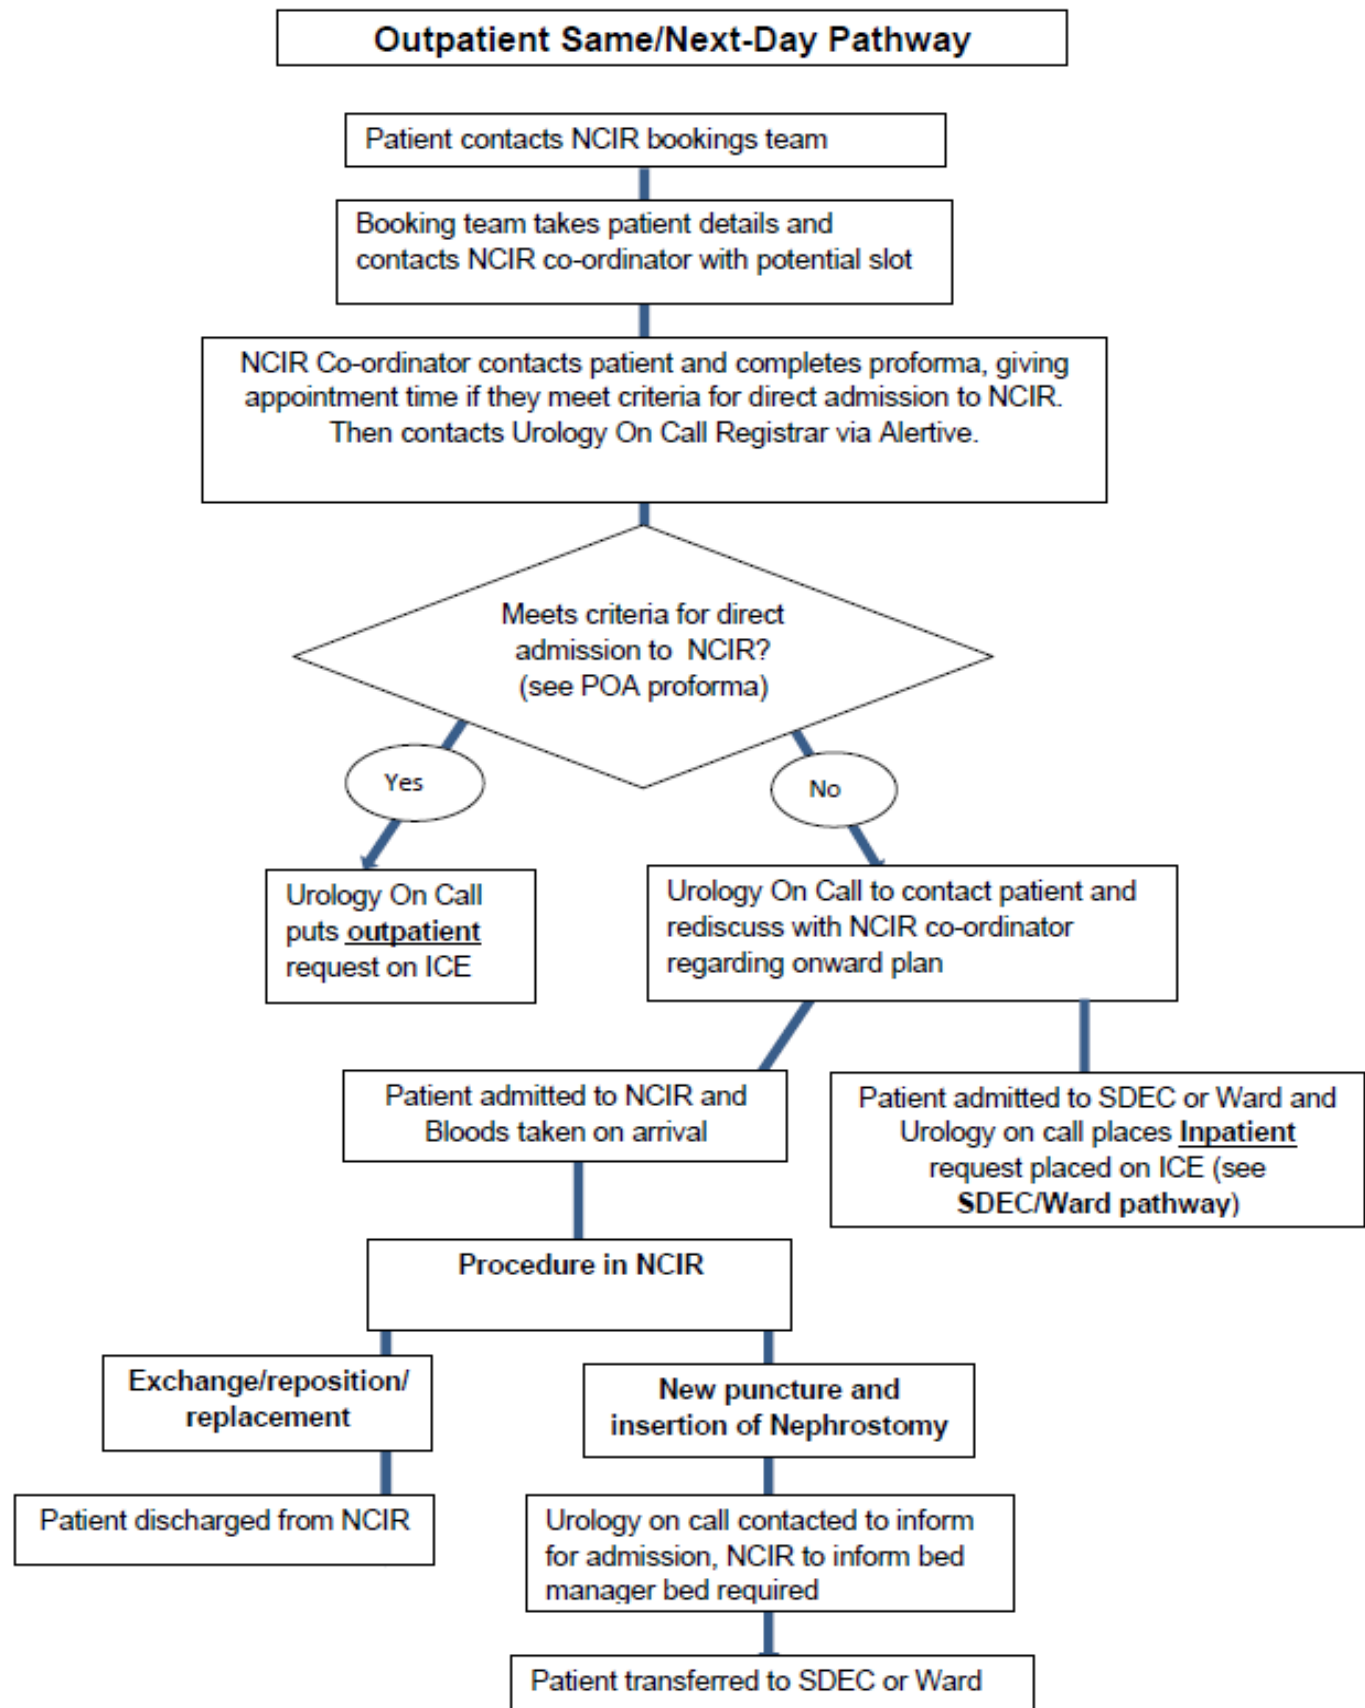 Outpatient Same/Next-Day Pathway
Patient contacts NCIR bookings team
Booking team takes patient details and
contacts NCIR co-ordinator with potential slot
NCIR Co-ordinator contacts patient and completes proforma, giving
appointment time if they meet criteria for direct admission to NCIR.
Then contacts Urology On Call Registrar via Alertive.
Meets criteria for direct
admission to NCIR?
(see POA proforma)
Yes
No
Urology On Call
puts outpatient
request on ICE
Urology On Call to contact patient and
rediscuss with NCIR co-ordinator
regarding onward plan
Patient admitted to NCIR and
Bloods taken on arrival
Patient admitted to SDEC or Ward and
Urology on call places Inpatient
request placed on ICE (see
SDEC/Ward pathway)
Procedure in NCIR
Exchange/reposition/
replacement
New puncture and
insertion of Nephrostomy
Patient discharged from NCIR
Urology on call contacted to inform
for admission, NCIR to inform bed
manager bed required
Patient transferred to SDEC or Ward